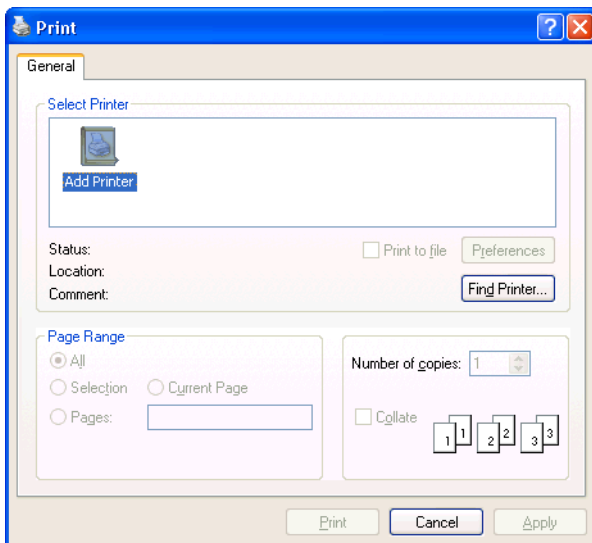 Print
General
Select Printer
Add Printer
Status:
Print to file
Preferences
Location:
Comment:
Find Printer...
Page Range
All
Selection
Current Page
Pages:
Number of copies: 1
Collate
1 1 2 2 3 3
Print
Cancel
Apply